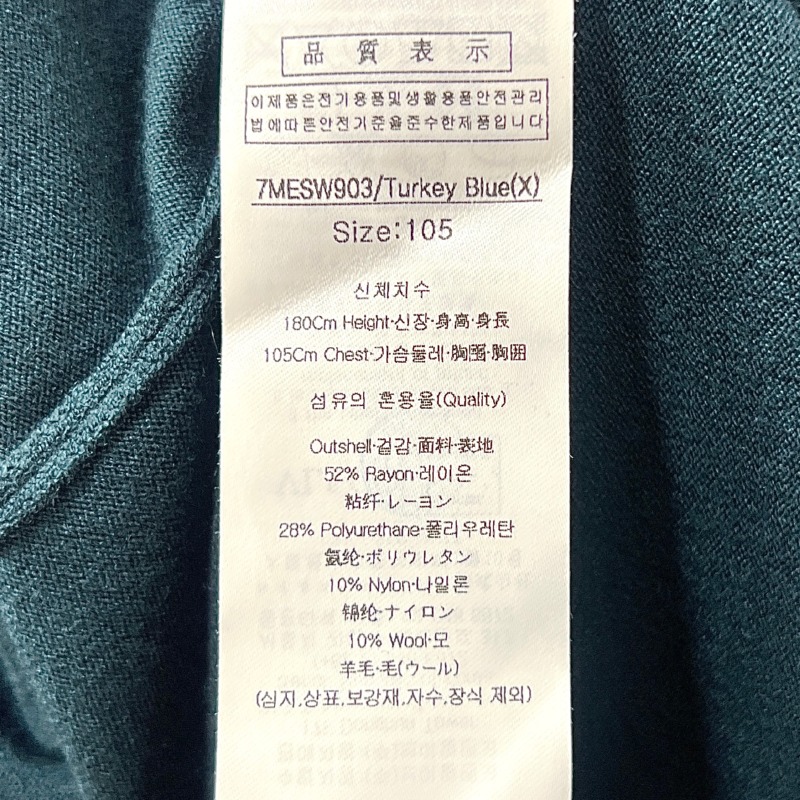 品質表示
이제품은전기용품및생활용품안전관리
법에따른안전기준을준수한제품입니다
7MESW903/Turkey Blue(X)
Size:105
신체치수
180Cm Height·신장·身高·身長
105Cm Chest·가슴둘레·胸围·胸囲
섬유의 혼용율(Quality)
Outshell·겉감·面料·表地
52% Rayon·레이온
粘纤·レーヨン
28% Polyurethane·폴리우레탄
氨纶·ポリウレタン
10% Nylon·나일론
锦纶·ナイロン
10% Wool·모
羊毛·毛(ウール)
(심지,상표,보강재,자수,장식 제외)